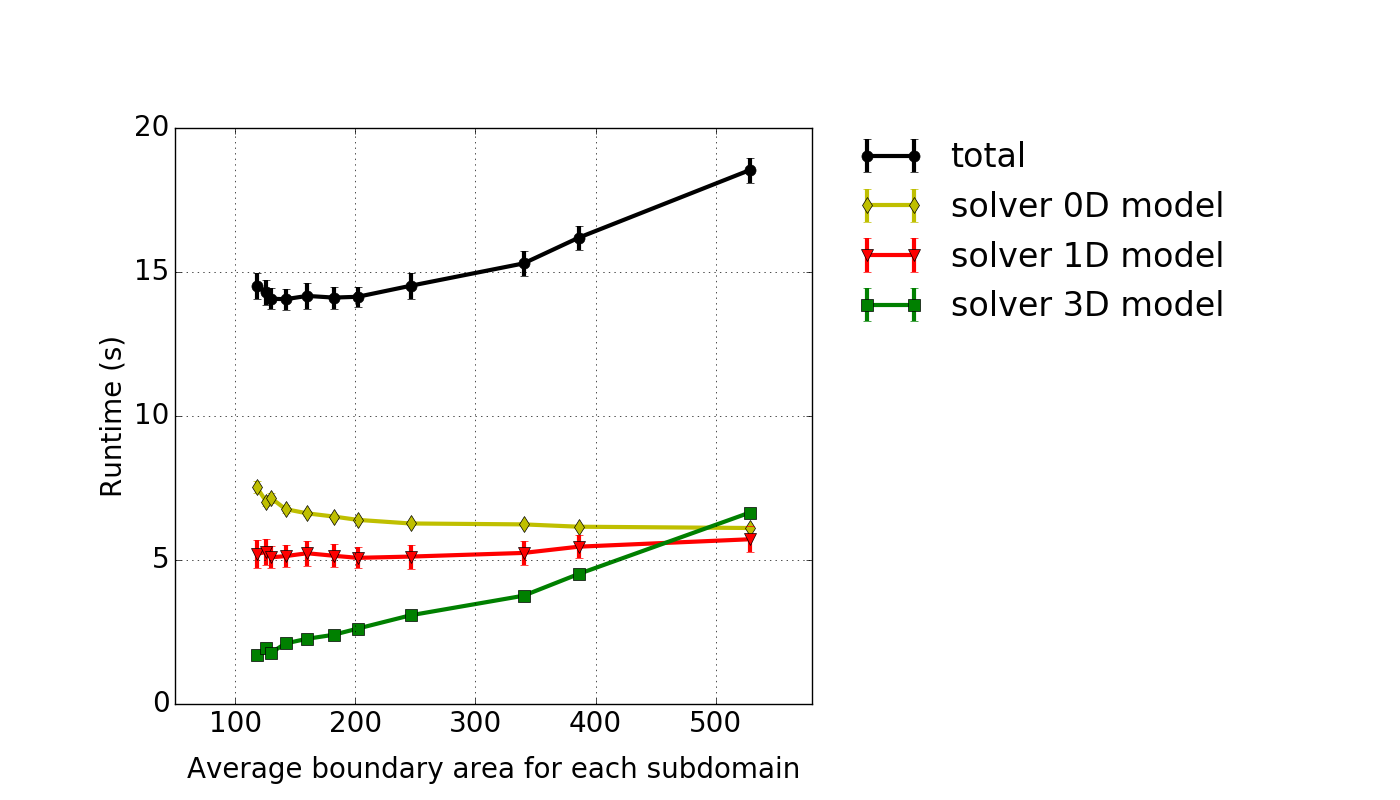 20
15
10
5
0
Runtime (s)
100 200 300 400 500
Average boundary area for each subdomain
total
solver 0D model
solver 1D model
solver 3D model